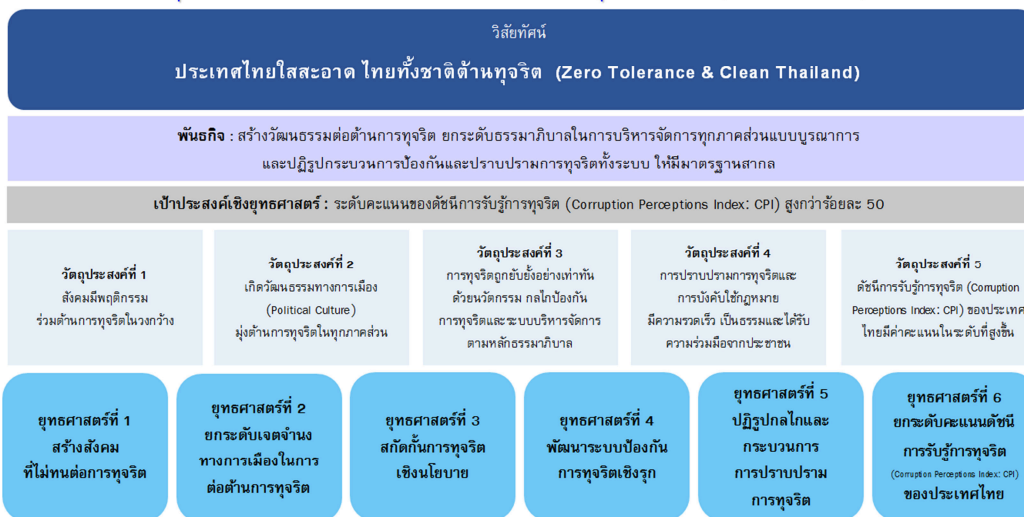 วิสัยทัศน์
ประเทศไทยใสสะอาด ไทยทั้งชาติต้านทุจริต (Zero Tolerance & Clean Thailand)
พันธกิจ : สร้างวัฒนธรรมต่อต้านการทุจริต ยกระดับธรรมาภิบาลในการบริหารจัดการทุกภาคส่วนแบบบูรณาการ
และปฏิรูปกระบวนการป้องกันและปราบปรามการทุจริตทั้งระบบ ให้มีมาตรฐานสากล
เป้าประสงค์เชิงยุทธศาสตร์ : ระดับคะแนนของดัชนีการรับรู้การทุจริต (Corruption Perceptions Index: CPI) สูงกว่าร้อยละ 50
วัตถุประสงค์ที่ 1
สังคมมีพฤติกรรม
ร่วมต้านการทุจริตในวงกว้าง
วัตถุประสงค์ที่ 2
เกิดวัฒนธรรมทางการเมือง
(Political Culture)
มุ่งต้านการทุจริตในทุกภาคส่วน
วัตถุประสงค์ที่ 3
การทุจริตถูกยับยั้งอย่างเท่าทัน
ด้วยนวัตกรรม กลไกป้องกัน
การทุจริตและระบบบริหารจัดการ
ตามหลักธรรมาภิบาล
วัตถุประสงค์ที่ 4
การปราบปรามการทุจริตและ
การบังคับใช้กฎหมาย
มีความรวดเร็ว เป็นธรรมและได้รับ
ความร่วมมือจากประชาชน
วัตถุประสงค์ที่ 5
ดัชนีการรับรู้การทุจริต (Corruption
Perceptions Index: CPI) ของประเทศ
ไทยมีค่าคะแนนในระดับที่สูงขึ้น
ยุทธศาสตร์ที่ 1
สร้างสังคม
ที่ไม่ทนต่อการทุจริต
ยุทธศาสตร์ที่ 2
ยกระดับเจตจำนง
ทางการเมืองในการ
ต่อต้านการทุจริต
ยุทธศาสตร์ที่ 3
สกัดกั้นการทุจริต
เชิงนโยบาย
ยุทธศาสตร์ที่ 4
พัฒนาระบบป้องกัน
การทุจริตเชิงรุก
ยุทธศาสตร์ที่ 5
ปฏิรูปกลไกและ
กระบวนการ
การปราบปราม
การทุจริต
ยุทธศาสตร์ที่ 6
ยกระดับคะแนนดัชนี
การรับรู้การทุจริต
(Corruption Perceptions Index: CPI)
ของประเทศไทย